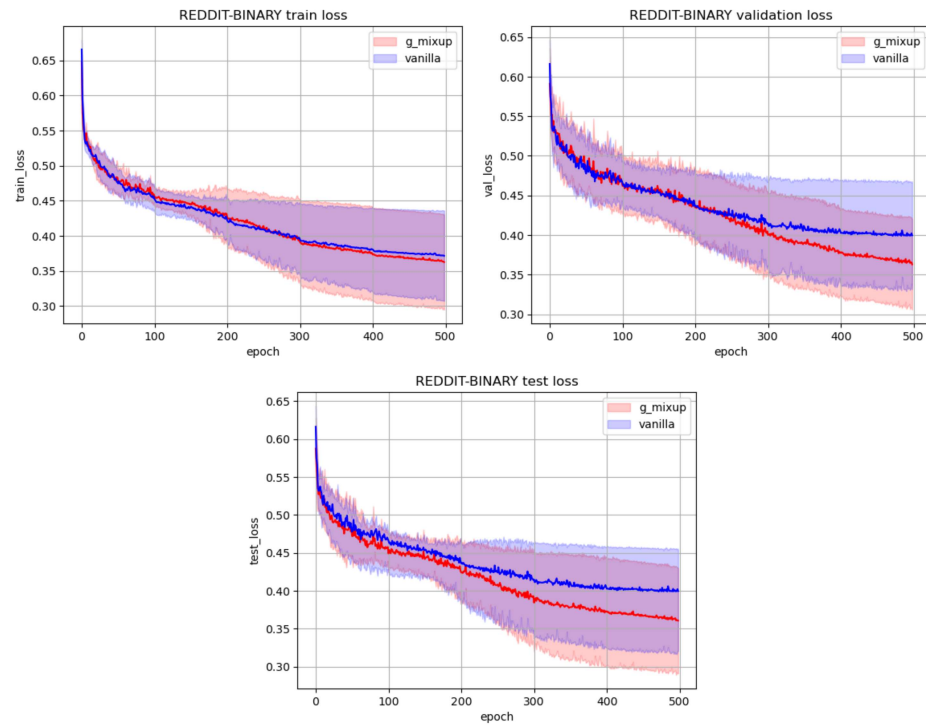 REDDIT-BINARY train loss
g_mixup
vanilla
train_loss
0.65
0.60
0.55
0.50
0.45
0.40
0.35
0.30
0
100
200
300
400
500
epoch
REDDIT-BINARY validation loss
g_mixup
vanilla
val_loss
0.65
0.60
0.55
0.50
0.45
0.40
0.35
0.30
0
100
200
300
400
500
epoch
REDDIT-BINARY test loss
g_mixup
vanilla
test_loss
0.65
0.60
0.55
0.50
0.45
0.40
0.35
0.30
0
100
200
300
400
500
epoch